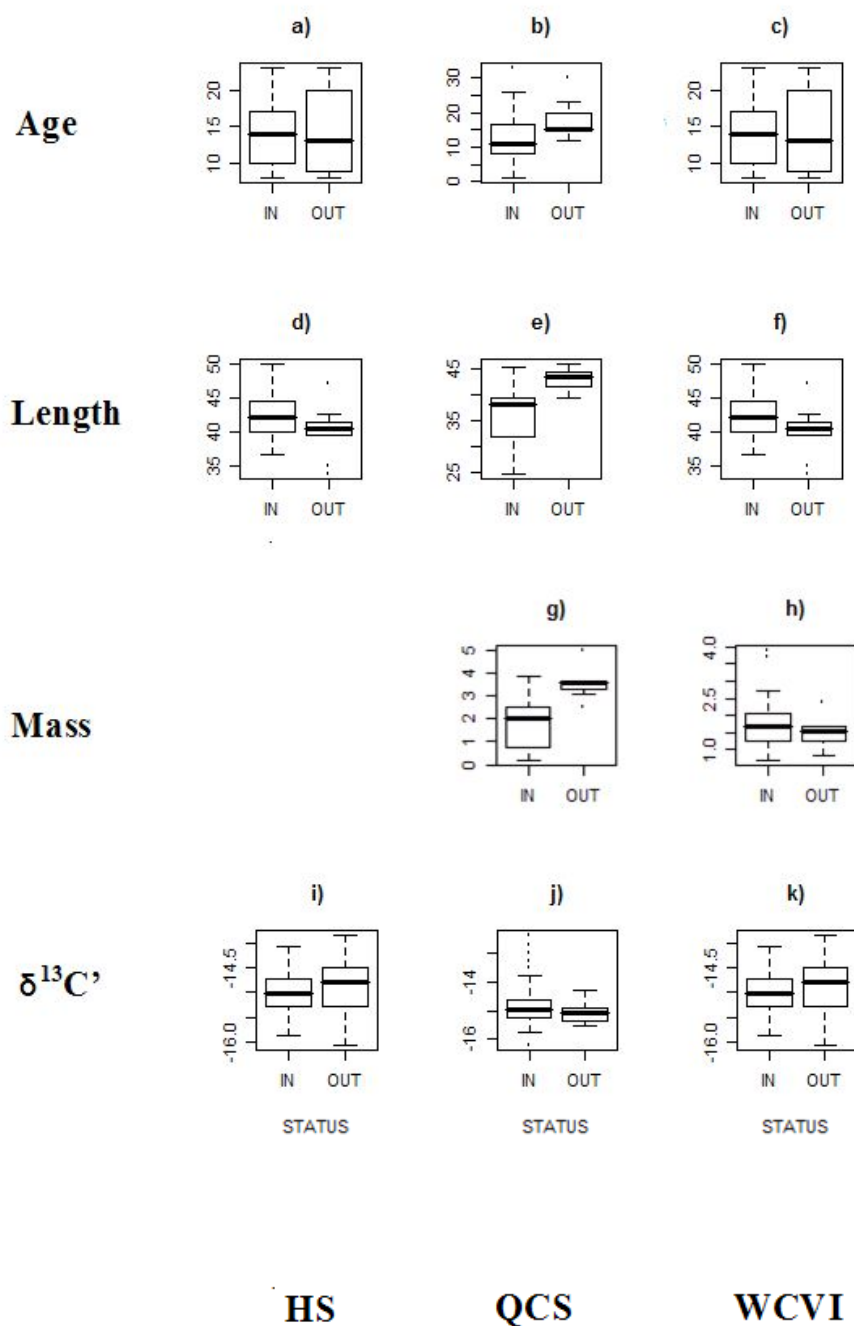 a) b) c)
Age
20
15
10
IN OUT
30
20
10
0
IN OUT
20
15
10
IN OUT
d) e) f)
Length
50
45
40
35
IN OUT
45
35
25
IN OUT
50
45
40
35
IN OUT
g) h)
Mass
5
4
3
2
1
0
IN OUT
4.0
2.5
1.0
IN OUT
i) j) k)
δ¹³C’
-14.5
-16.0
IN OUT
STATUS
-14
-16
IN OUT
STATUS
-14.5
-16.0
IN OUT
STATUS
HS QCS WCVI